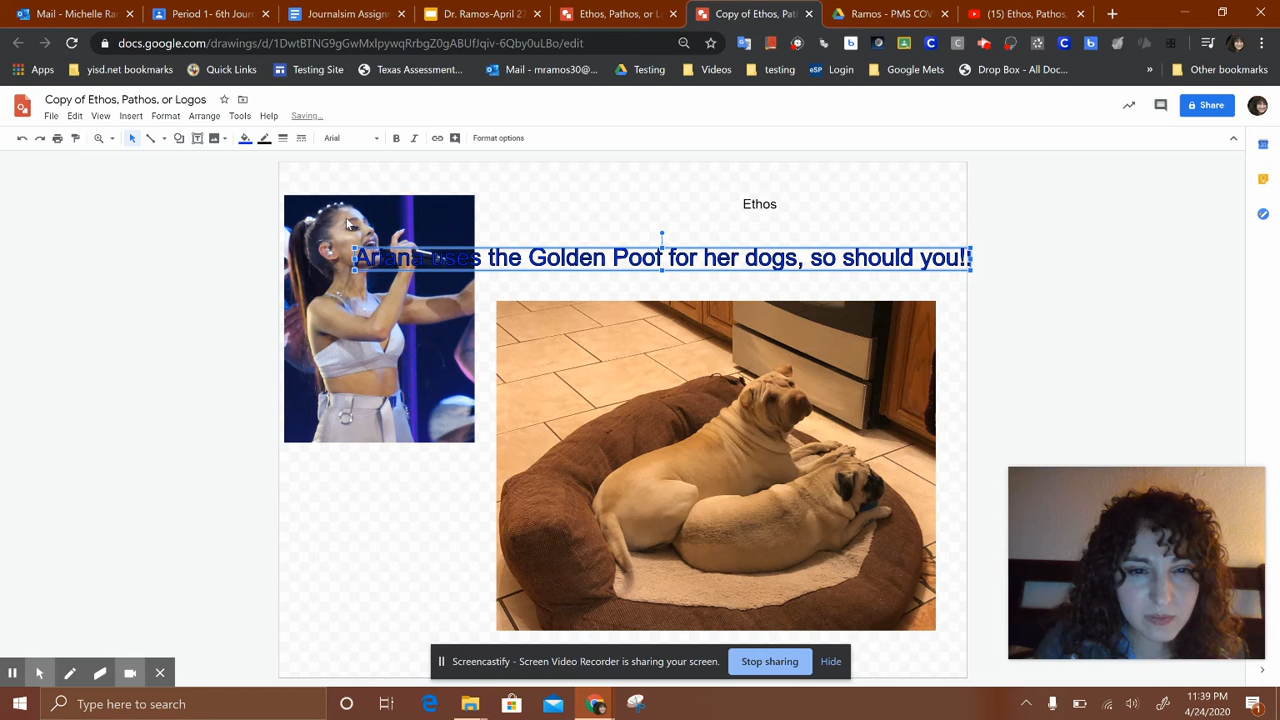 Mail - Michelle Ra
Period 1- 6th Jour
Journalsim Assign
Dr. Ramos-April 27
Ethos, Pathos, or L
Copy of Ethos, Pat
Ramos - PMS COV
(15) Ethos, Pathos,
docs.google.com/drawings/d/1DwtBTNG9gGwMxlpywqRrbgZ0gABUfJqiv-6Qby0uLBo/edit
Apps
yisd.net bookmarks
Quick Links
Testing Site
Texas Assessment...
Mail - mramos30@...
Testing
Videos
testing
eSP Login
Google Mets
Drop Box - All Doc...
»
Other bookmarks
Copy of Ethos, Pathos, or Logos
File Edit View Insert Format Arrange Tools Help Saving...
Share
Arial
B I
Format options
Ethos
Ariana uses the Golden Poof for her dogs, so should you!!
Screencastify - Screen Video Recorder is sharing your screen.
Stop sharing
Hide
Type here to search
11:39 PM
4/24/2020